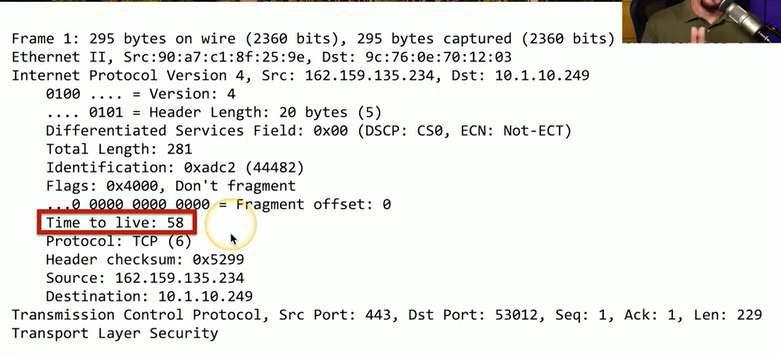 Frame 1: 295 bytes on wire (2360 bits), 295 bytes captured (2360 bits)
Ethernet II, Src:90:a7:c1:8f:25:9e, Dst: 9c:76:0e:70:12:03
Internet Protocol Version 4, Src: 162.159.135.234, Dst: 10.1.10.249
0100 .... = Version: 4
.... 0101 = Header Length: 20 bytes (5)
Differentiated Services Field: 0x00 (DSCP: CS0, ECN: Not-ECT)
Total Length: 281
Identification: 0xadc2 (44482)
Flags: 0x4000, Don't fragment
...0 0000 0000 0000 = Fragment offset: 0
Time to live: 58
Protocol: TCP (6)
Header checksum: 0x5299
Source: 162.159.135.234
Destination: 10.1.10.249
Transmission Control Protocol, Src Port: 443, Dst Port: 53012, Seq: 1, Ack: 1, Len: 229
Transport Layer Security